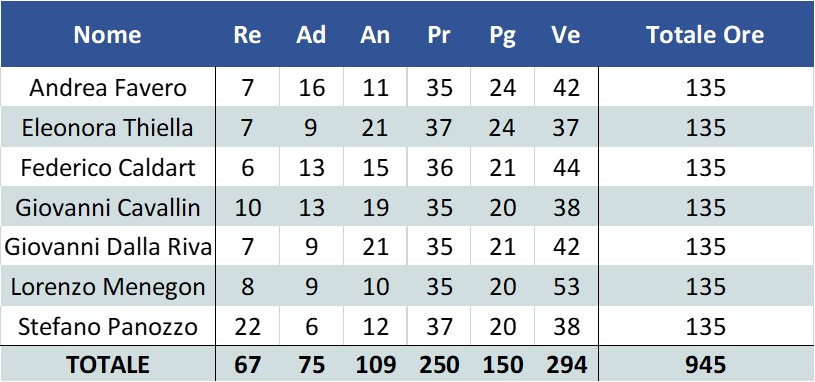 Nome Re Ad An Pr Pg Ve Totale Ore
Andrea Favero 7 16 11 35 24 42 135
Eleonora Thiella 7 9 21 37 24 37 135
Federico Caldart 6 13 15 36 21 44 135
Giovanni Cavallin 10 13 19 35 20 38 135
Giovanni Dalla Riva 7 9 21 35 21 42 135
Lorenzo Menegon 8 9 10 35 20 53 135
Stefano Panozzo 22 6 12 37 20 38 135
TOTALE 67 75 109 250 150 294 945